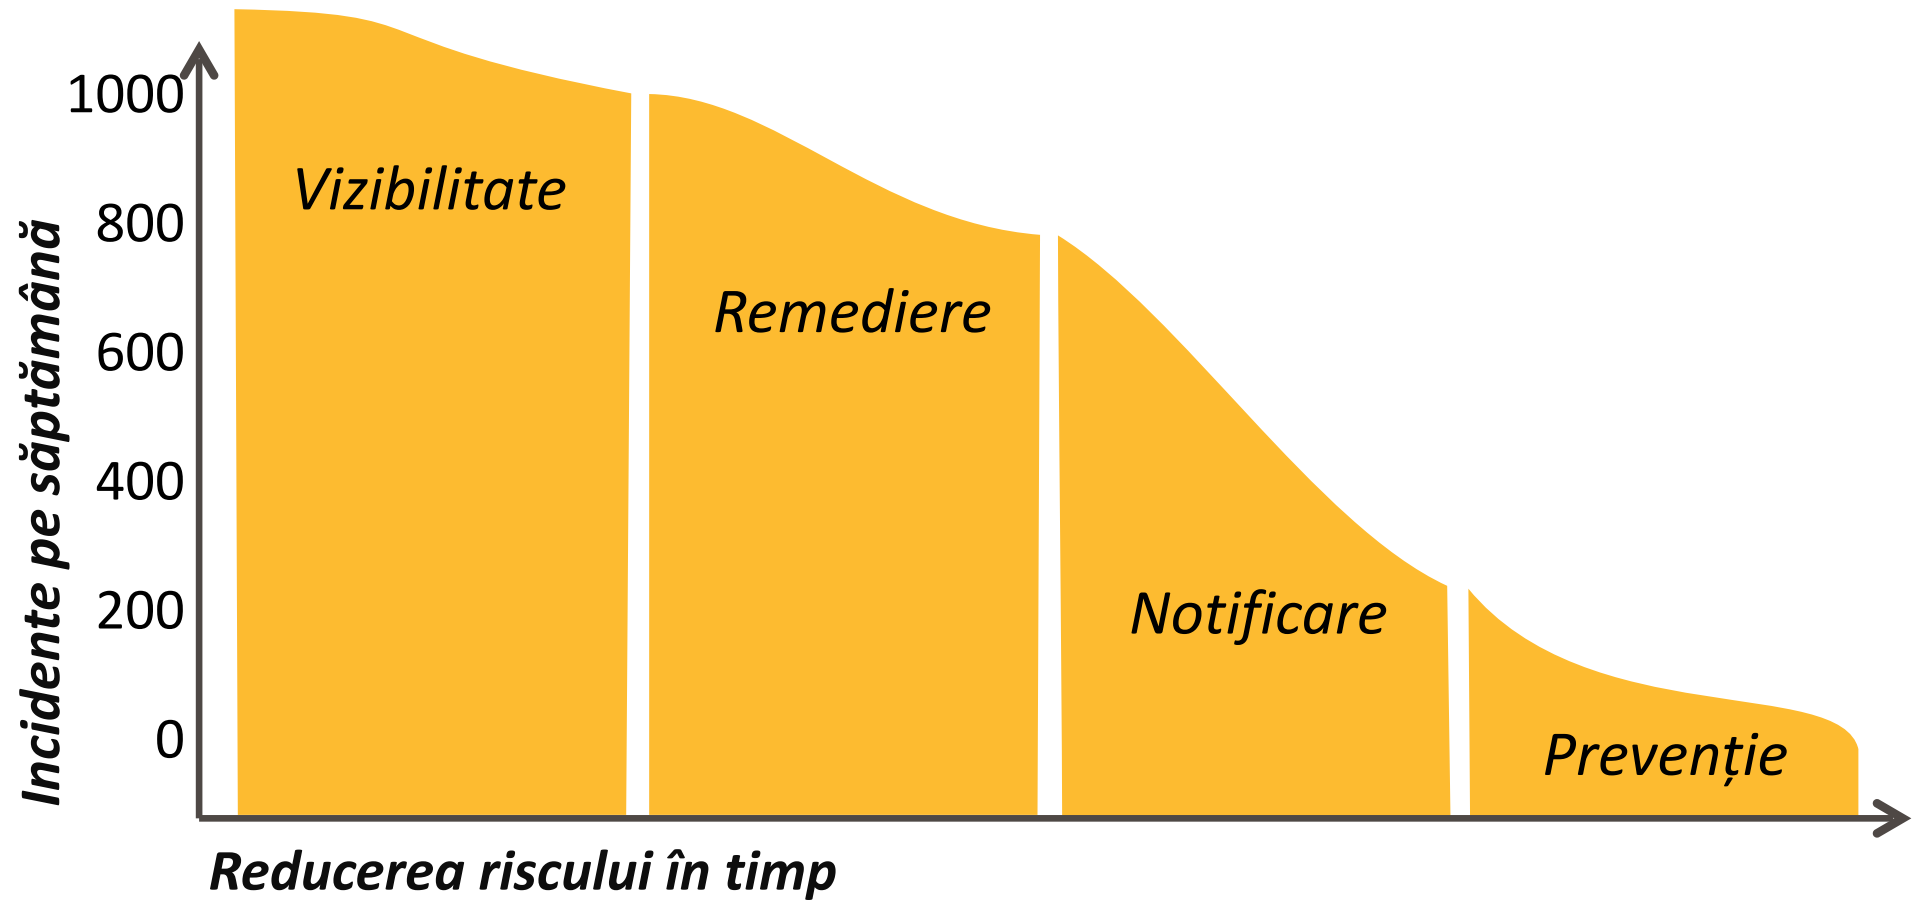 1000
800
600
400
200
0
Incidente pe săptămână
Vizibilitate
Remediere
Notificare
Prevenție
Reducerea riscului în timp